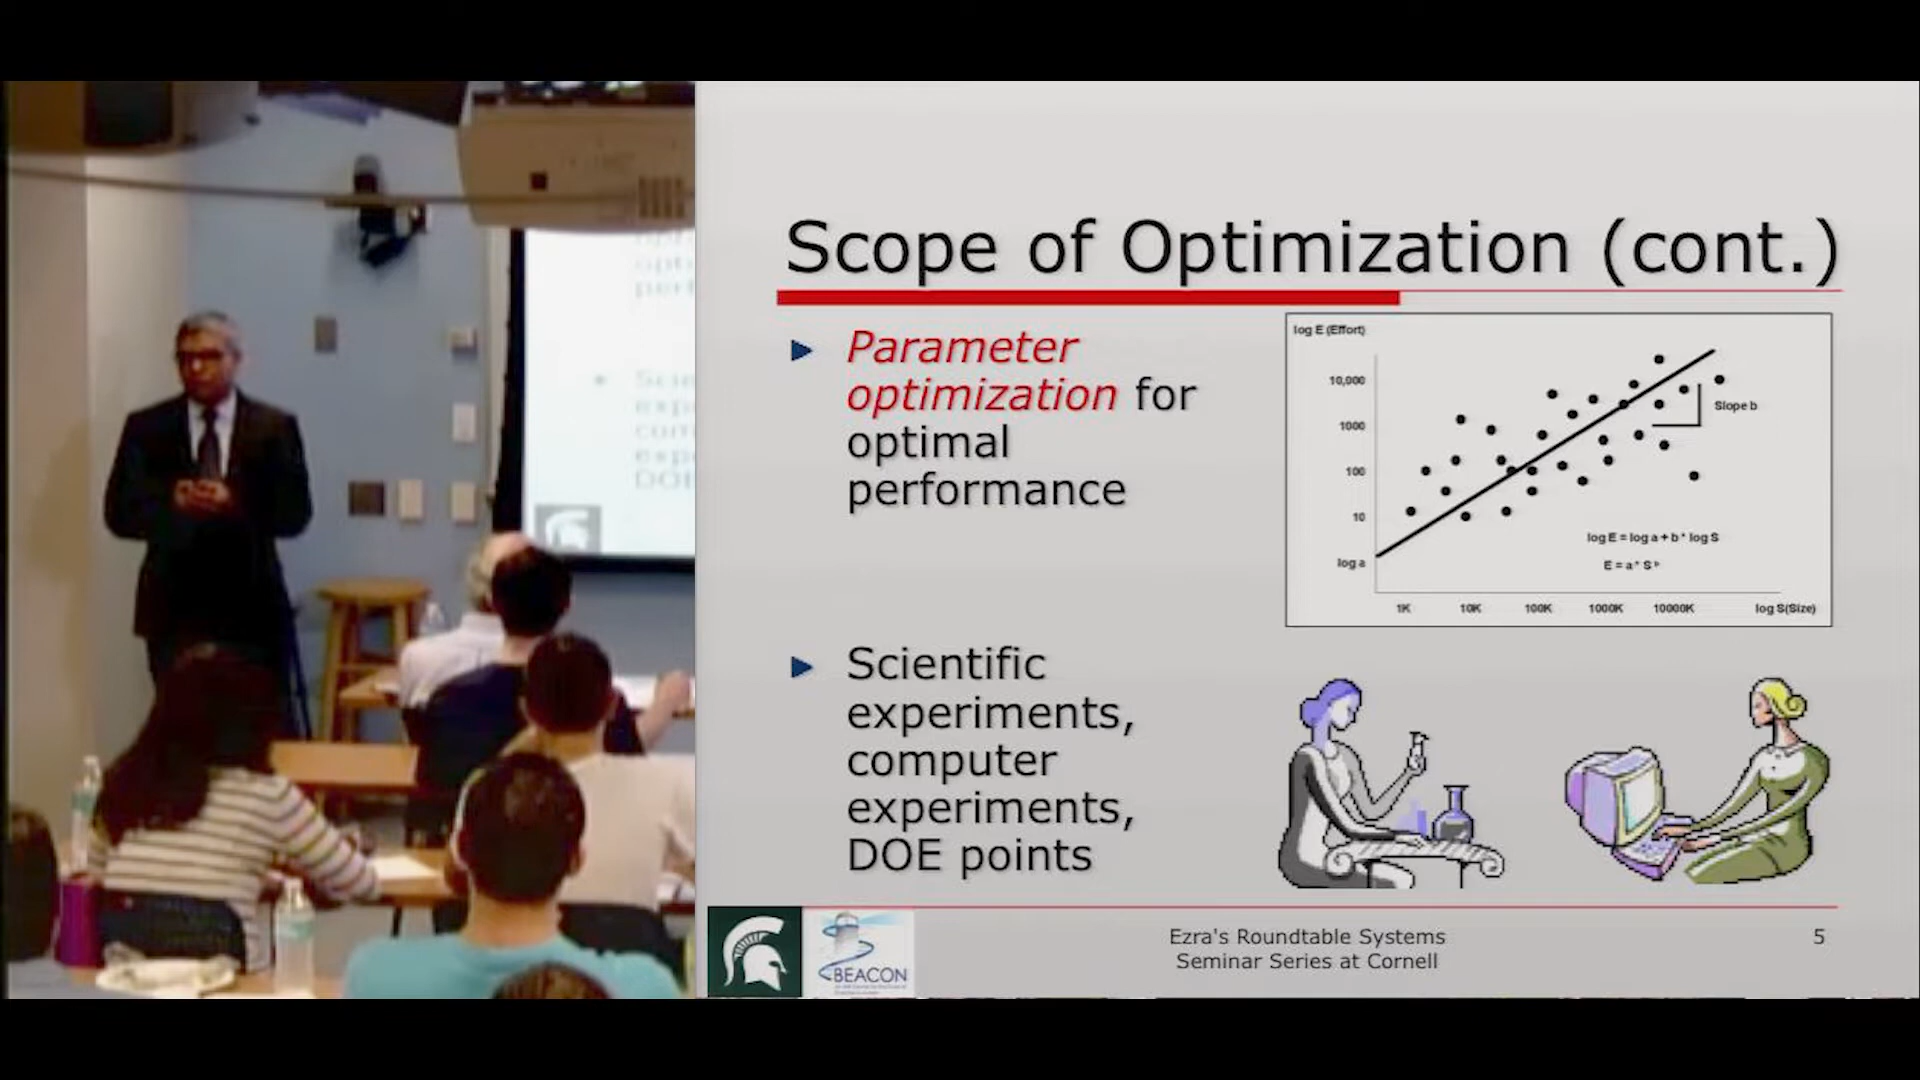 Scope of Optimization (cont.)
Parameter
optimization for
optimal
performance
log E (Effort)
10,000
1000
100
10
log a
Slope b
log E = log a + b * log S
E = a * S b
1K 10K 100K 1000K 10000K log S(Size)
Scientific
experiments,
computer
experiments,
DOE points
BEACON
Ezra's Roundtable Systems
Seminar Series at Cornell
5